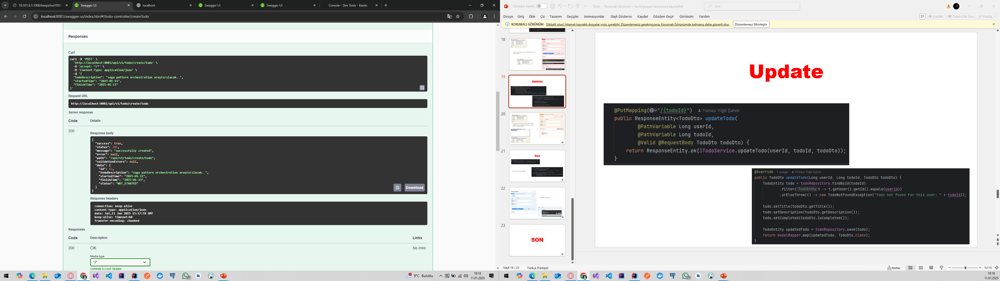 10.101.0.1:1000/keepalive?0501
Swagger UI
localhost
Swagger UI
Swagger UI
Console - Dev Tools - Elastic
localhost:8081/swagger-ui/index.html#/todo-controller/createTodo
Responses
Curl
curl -X 'POST' \
'http://localhost:8081/api/v1/todo/create/todo' \
-H 'accept: */*' \
-H 'Content-Type: application/json' \
-d '{
"todoDescription": "saga pattern orchestration araştırılacak. ",
"startedTime": "2025-01-11",
"finishTime": "2025-01-13"
}'
Request URL
http://localhost:8081/api/v1/todo/create/todo
Server response
Code Details
200
Response body
{
"success": true,
"status": 201,
"message": "successfully created",
"error": null,
"path": "/api/v1/todo/create/todo",
"validationErrors": null,
"data": {
"id": 12,
"todoDescription": "saga pattern orchestration araştırılacak. ",
"startedTime": "2025-01-11",
"finishTime": "2025-01-13",
"status": "NOT_STARTED"
}
}
Download
Response headers
connection: keep-alive
content-type: application/json
date: Sat,11 Jan 2025 15:17:59 GMT
keep-alive: timeout=60
transfer-encoding: chunked
Responses
Code Description Links
200 OK No links
Media type
*/*
Controls Accept header.
21
9°C Bulutlu
18:18
11.01.2025
Otomatik Kaydet
Todo - Korumalı Görünüm • bu bilgisayar konumuna kaydedildi
Ara
Dosya Giriş Ekle Çiz Tasarım Geçişler Animasyonlar Slayt Gösterisi Kaydet Gözden Geçir Görünüm Yardım
Kaydet Teams'de Sun Paylaş
KORUMALI GÖRÜNÜM Dikkatli olun! İnternet kaynaklı dosyalar virüs içerebilir. Düzenlemeniz gerekmiyorsa, Korumalı Görünümde kalmanız daha güvenli olur. Düzenlemeyi Etkinleştir
18
19
Update
20
21
Get
22
23
SON
Update
@PutMapping("/{todoId}") Yılmaz Yiğit Şahin
public ResponseEntity<TodoDto> updateTodo(
@PathVariable Long userId,
@PathVariable Long todoId,
@Valid @RequestBody TodoDto todoDto) {
return ResponseEntity.ok(ITodoService.updateTodo(userId, todoId, todoDto));
}
@Override 1 usage Yılmaz Yiğit Şahin
public TodoDto updateTodo(Long userId, Long todoId, TodoDto todoDto) {
TodoEntity todo = todoRepository.findById(todoId)
.filter( TodoEntity t -> t.getUser().getId().equals(userId))
.orElseThrow(() -> new TodoNotFoundException("Todo not found for this user: " + todoId));
todo.setTitle(todoDto.getTitle());
todo.setDescription(todoDto.getDescription());
todo.setCompleted(todoDto.isCompleted());
TodoEntity updatedTodo = todoRepository.save(todo);
return modelMapper.map(updatedTodo, TodoDto.class);
}
Slayt 19 / 23 Türkçe (Türkiye)
Notlar
%115
21
18:18
11.01.2025